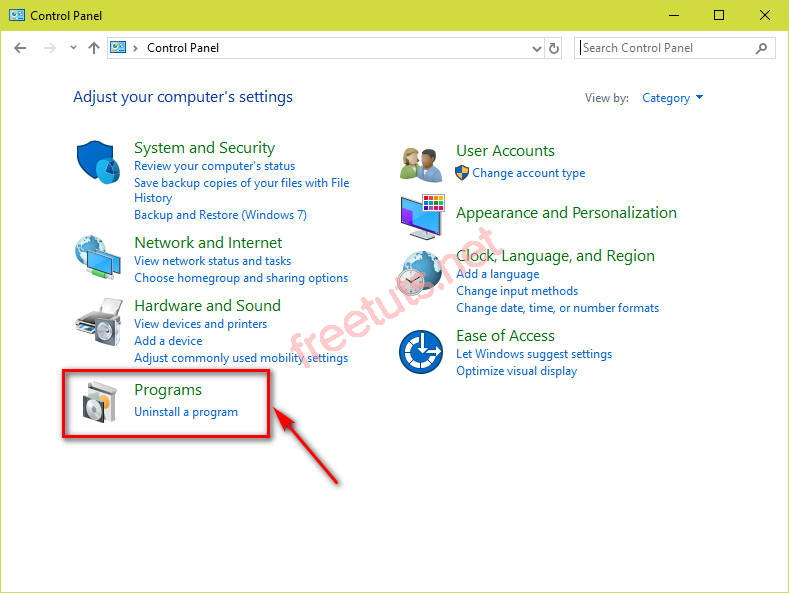 Control Panel
Control Panel
Search Control Panel
Adjust your computer's settings
View by: Category
System and Security
Review your computer's status
Save backup copies of your files with File
History
Backup and Restore (Windows 7)
Network and Internet
View network status and tasks
Choose homegroup and sharing options
Hardware and Sound
View devices and printers
Add a device
Adjust commonly used mobility settings
Programs
Uninstall a program
User Accounts
Change account type
Appearance and Personalization
Clock, Language, and Region
Add a language
Change input methods
Change date, time, or number formats
Ease of Access
Let Windows suggest settings
Optimize visual display
freetuts.net